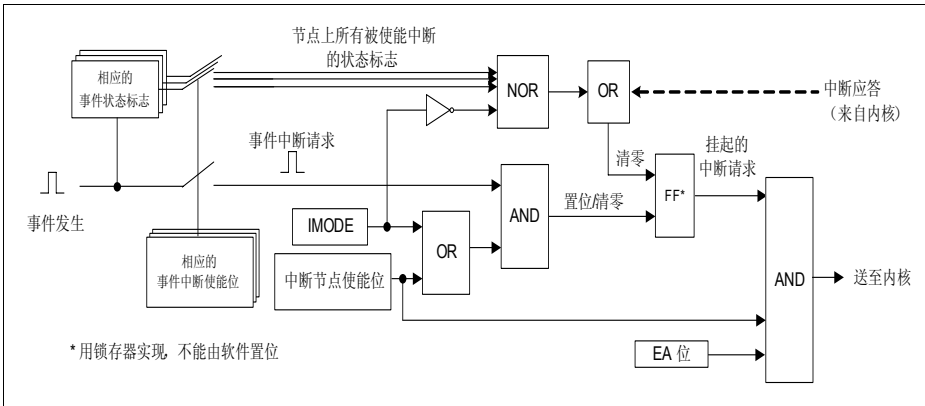 节点上所有被使能中断
的状态标志
相应的
事件状态标志
NOR
OR
中断应答
（来自内核）
事件中断请求
清零
挂起的
中断请求
事件发生
IMODE
AND
置位/清零
FF*
OR
相应的
事件中断使能位
中断节点使能位
AND
送至内核
* 用锁存器实现, 不能由软件置位
EA 位